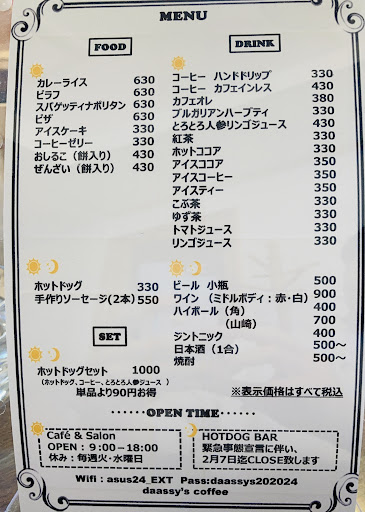 MENU
FOOD
カレーライス 630
ピラフ 630
スパゲッティナポリタン 630
ピザ 630
アイスケーキ 330
コーヒーゼリー 330
おしるこ（餅入り） 430
ぜんざい（餅入り） 430
DRINK
コーヒー ハンドドリップ 330
コーヒー カフェインレス 430
カフェオレ 380
ブルガリアンハーブティ 330
とろとろ人参リンゴジュース 430
紅茶 330
ホットココア 330
アイスココア 350
アイスコーヒー 350
アイスティー 350
こぶ茶 330
ゆず茶 330
トマトジュース 330
リンゴジュース 330
ホットドッグ 330
手作りソーセージ(2本) 550
SET
ホットドッグセット 1000
（ホットドッグ、コーヒー、とろとろ人参ジュース ）
単品より90円お得
ビール 小瓶 500
ワイン （ミドルボディ：赤・白） 900
ハイボール （角） 400
（山崎） 700
ジントニック 400
日本酒（1合） 500～
焼酎 500～
※表示価格はすべて税込
······OPEN TIME······
Café & Salon
OPEN：９:00－18:00
休み：毎週火・水曜日
HOTDOG BAR
緊急事態宣言に伴い、
2月7日迄CLOSE致します
Wifi：asus24_EXT Pass:daassys202024
daassy's coffee